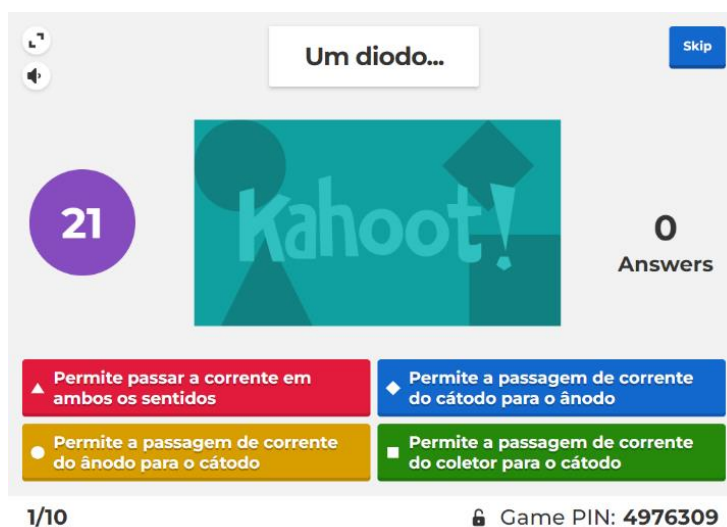 Um diodo...
Skip
21
Kahoot!
0
Answers
Permite passar a corrente em
ambos os sentidos
Permite a passagem de corrente
do cátodo para o ânodo
Permite a passagem de corrente
do ânodo para o cátodo
Permite a passagem de corrente
do coletor para o cátodo
1/10
Game PIN: 4976309